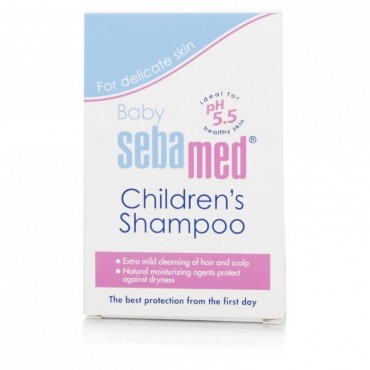 For delicate skin
Baby
ideal for
pH
5.5
healthy skin
sebamed®
Children's
Shampoo
• Extra mild cleansing of hair and scalp
• Natural moisturizing agents protect
against dryness
The best protection from the first day